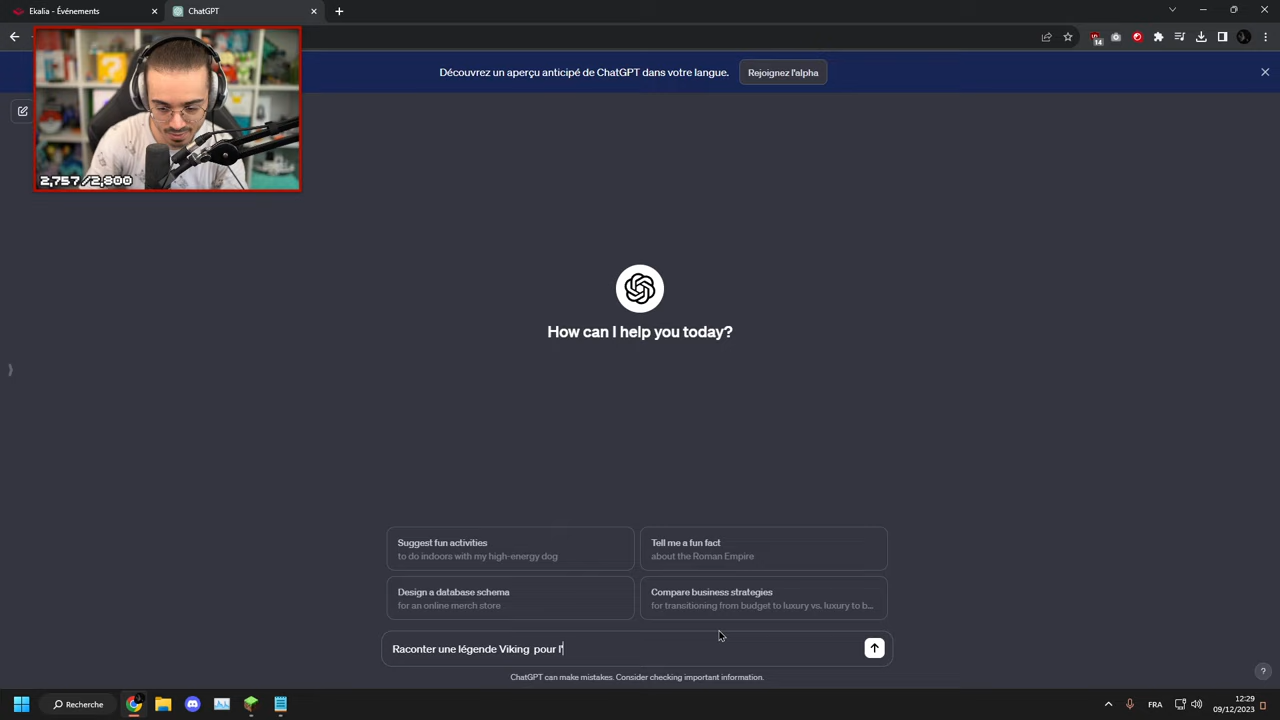 Ekalia - Événements
ChatGPT
14
Découvrez un aperçu anticipé de ChatGPT dans votre langue.
Rejoignez l'alpha
2,757/2,800
How can I help you today?
Suggest fun activities
to do indoors with my high-energy dog
Tell me a fun fact
about the Roman Empire
Design a database schema
for an online merch store
Compare business strategies
for transitioning from budget to luxury vs. luxury to b...
Raconter une légende Viking  pour l'
ChatGPT can make mistakes. Consider checking important information.
?
Recherche
FRA
12:29
09/12/2023